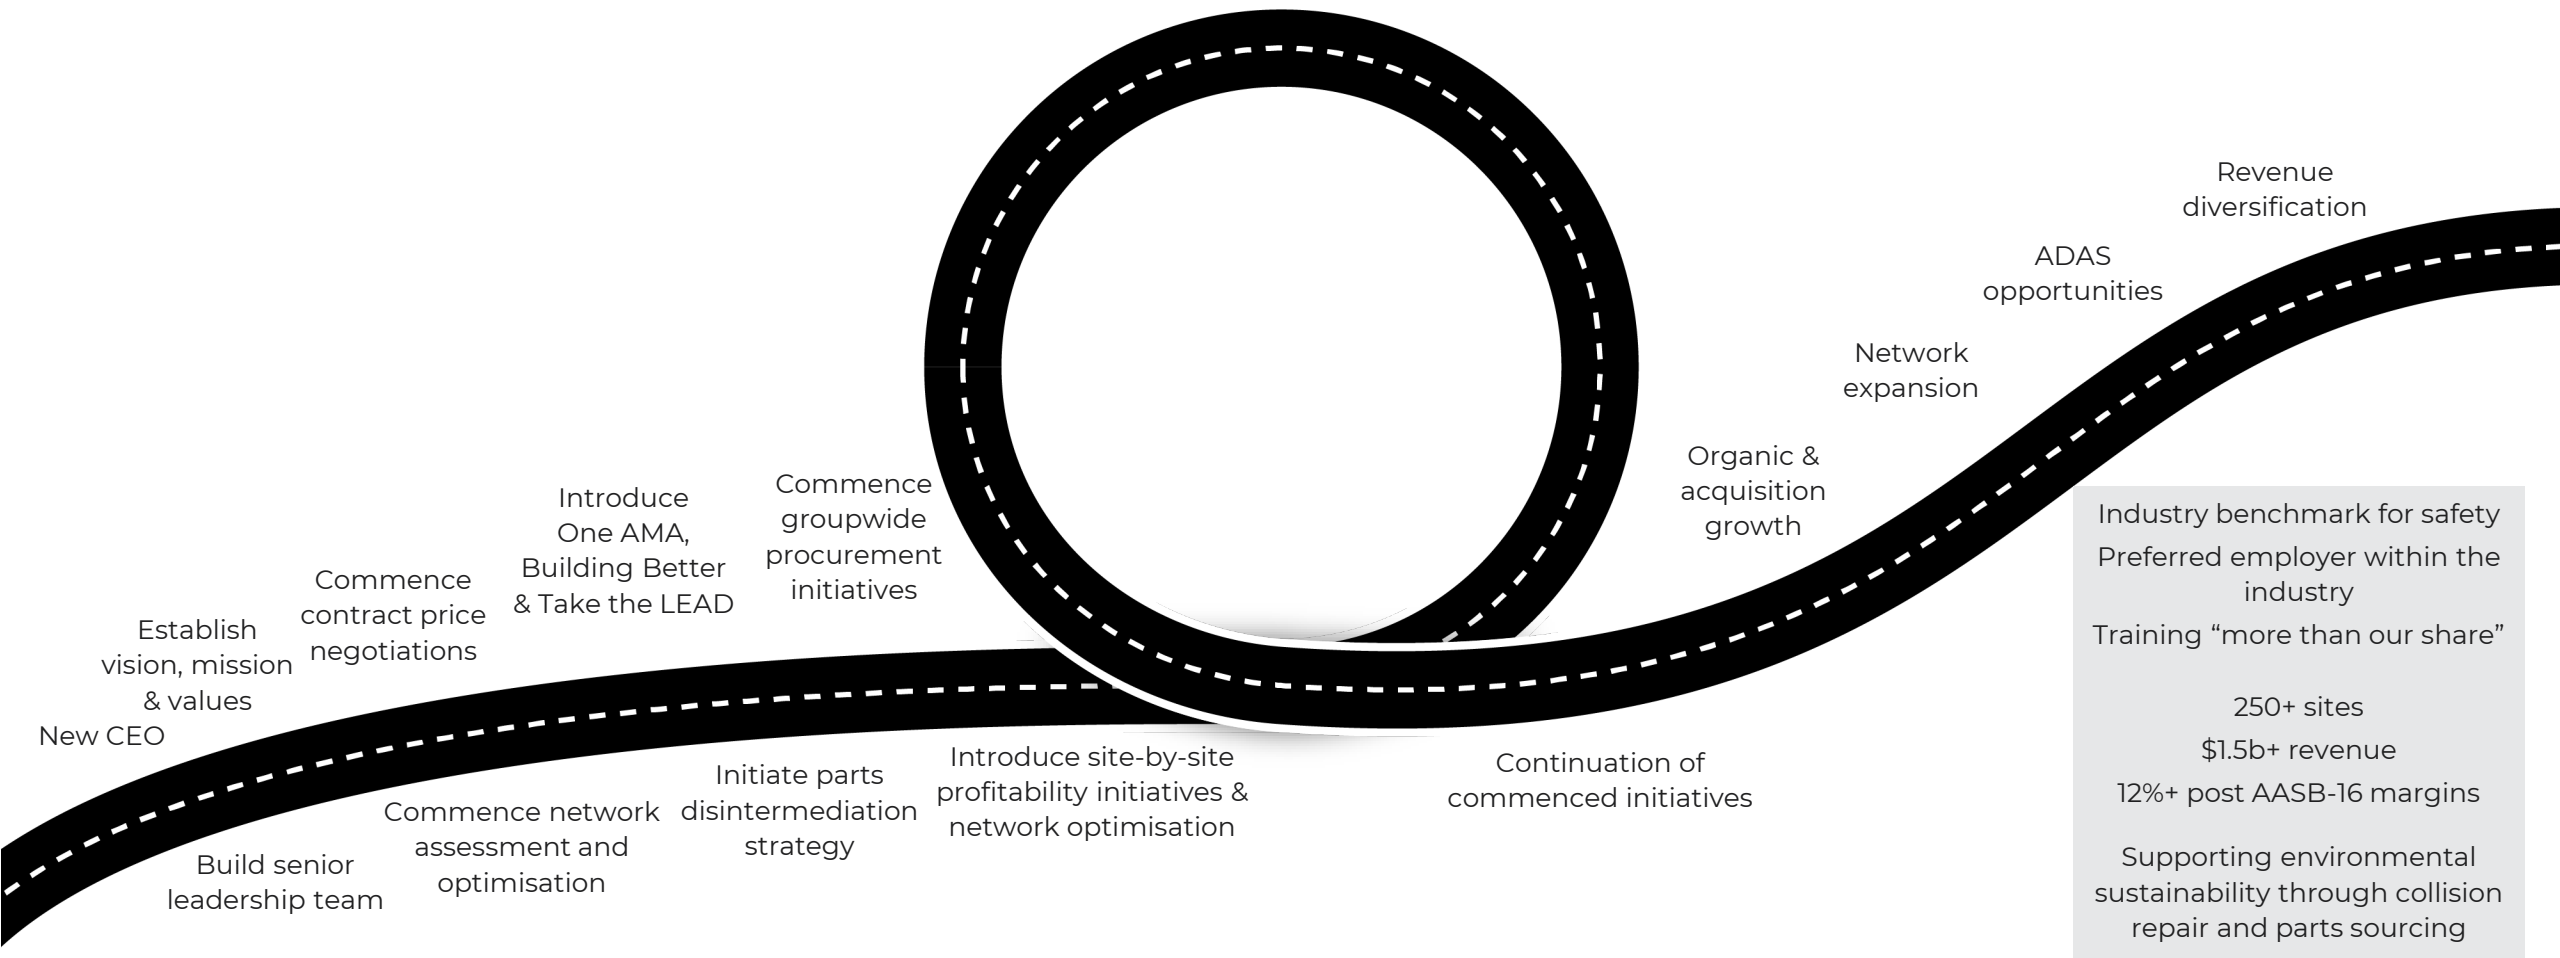 New CEO
Establish
vision, mission
& values
Build senior
leadership team
Commence
contract price
negotiations
Commence network
assessment and
optimisation
Introduce
One AMA,
Building Better
& Take the LEAD
Initiate parts
disintermediation
strategy
Commence
groupwide
procurement
initiatives
Introduce site-by-site
profitability initiatives &
network optimisation
Continuation of
commenced initiatives
Organic &
acquisition
growth
Network
expansion
ADAS
opportunities
Revenue
diversification
Industry benchmark for safety
Preferred employer within the
industry
Training “more than our share”
250+ sites
$1.5b+ revenue
12%+ post AASB-16 margins
Supporting environmental
sustainability through collision
repair and parts sourcing